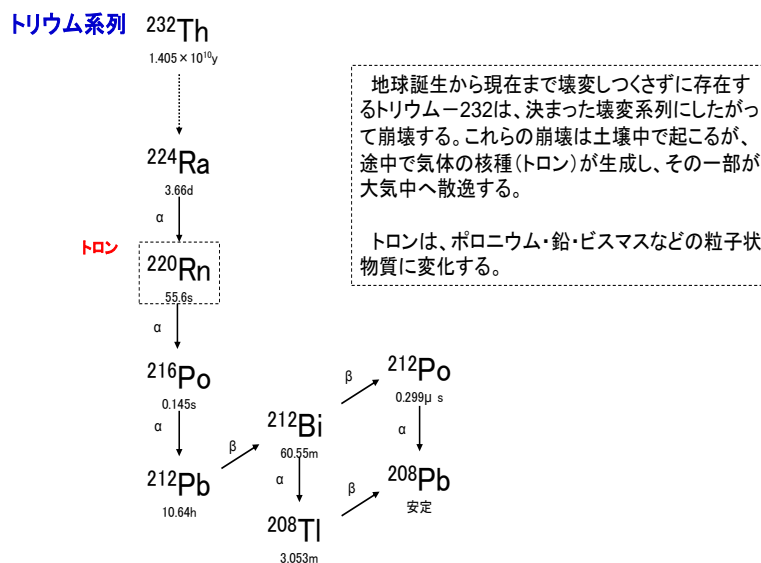 トリウム系列
²³²Th
1.405×10¹⁰y
地球誕生から現在まで壊変しつくさずに存在す
るトリウム－232は、決まった壊変系列にしたがっ
て崩壊する。これらの崩壊は土壌中で起こるが、
途中で気体の核種（トロン）が生成し、その一部が
大気中へ散逸する。
トロンは、ポロニウム・鉛・ビスマスなどの粒子状
物質に変化する。
²²⁴Ra
3.66d
α
トロン
²²⁰Rn
55.6s
α
²¹⁶Po
0.145s
α
²¹²Pb
10.64h
β
²¹²Bi
60.55m
α
²⁰⁸Tl
3.053m
β
²¹²Po
0.299μ s
α
β
²⁰⁸Pb
安定